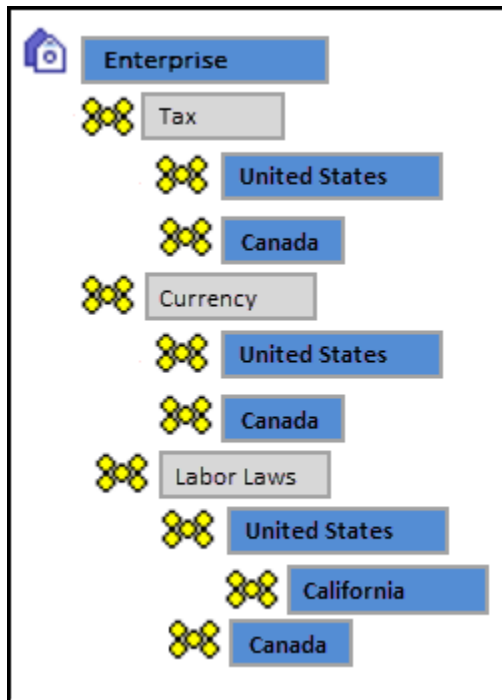 Enterprise
Tax
United States
Canada
Currency
United States
Canada
Labor Laws
United States
California
Canada